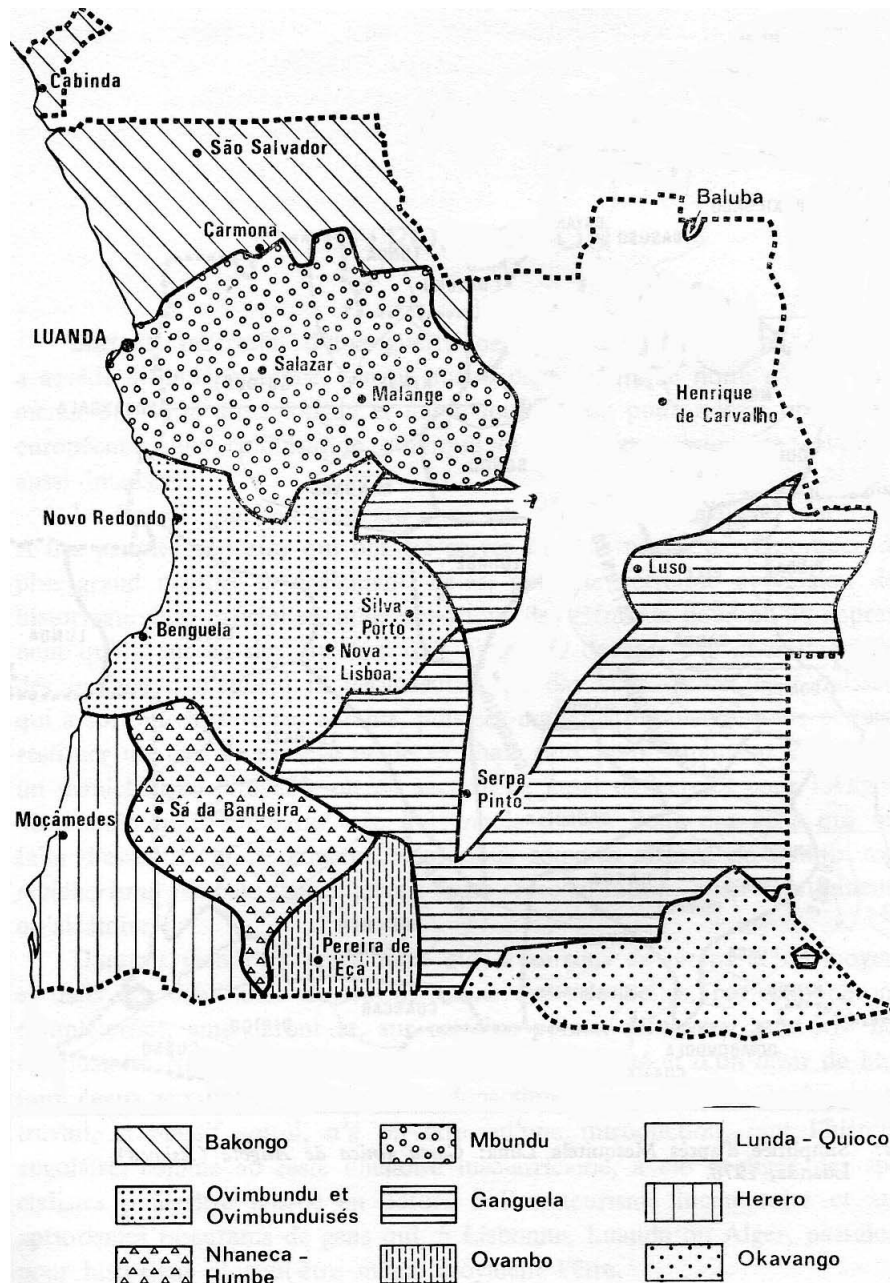 Cabinda
São Salvador
Baluba
Carmona
LUANDA
Salazar
Malange
Henrique
de Carvalho
Novo Redondo
Luso
Silva
Porto
Benguela
Nova
Lisboa
Serpa
Pinto
Sá da Bandeira
Moçâmedes
Pereira de
Eça
Bakongo
Mbundu
Lunda - Quioco
Ovimbundu et
Ovimbunduisés
Ganguela
Herero
Nhaneca -
Humbe
Ovambo
Okavango